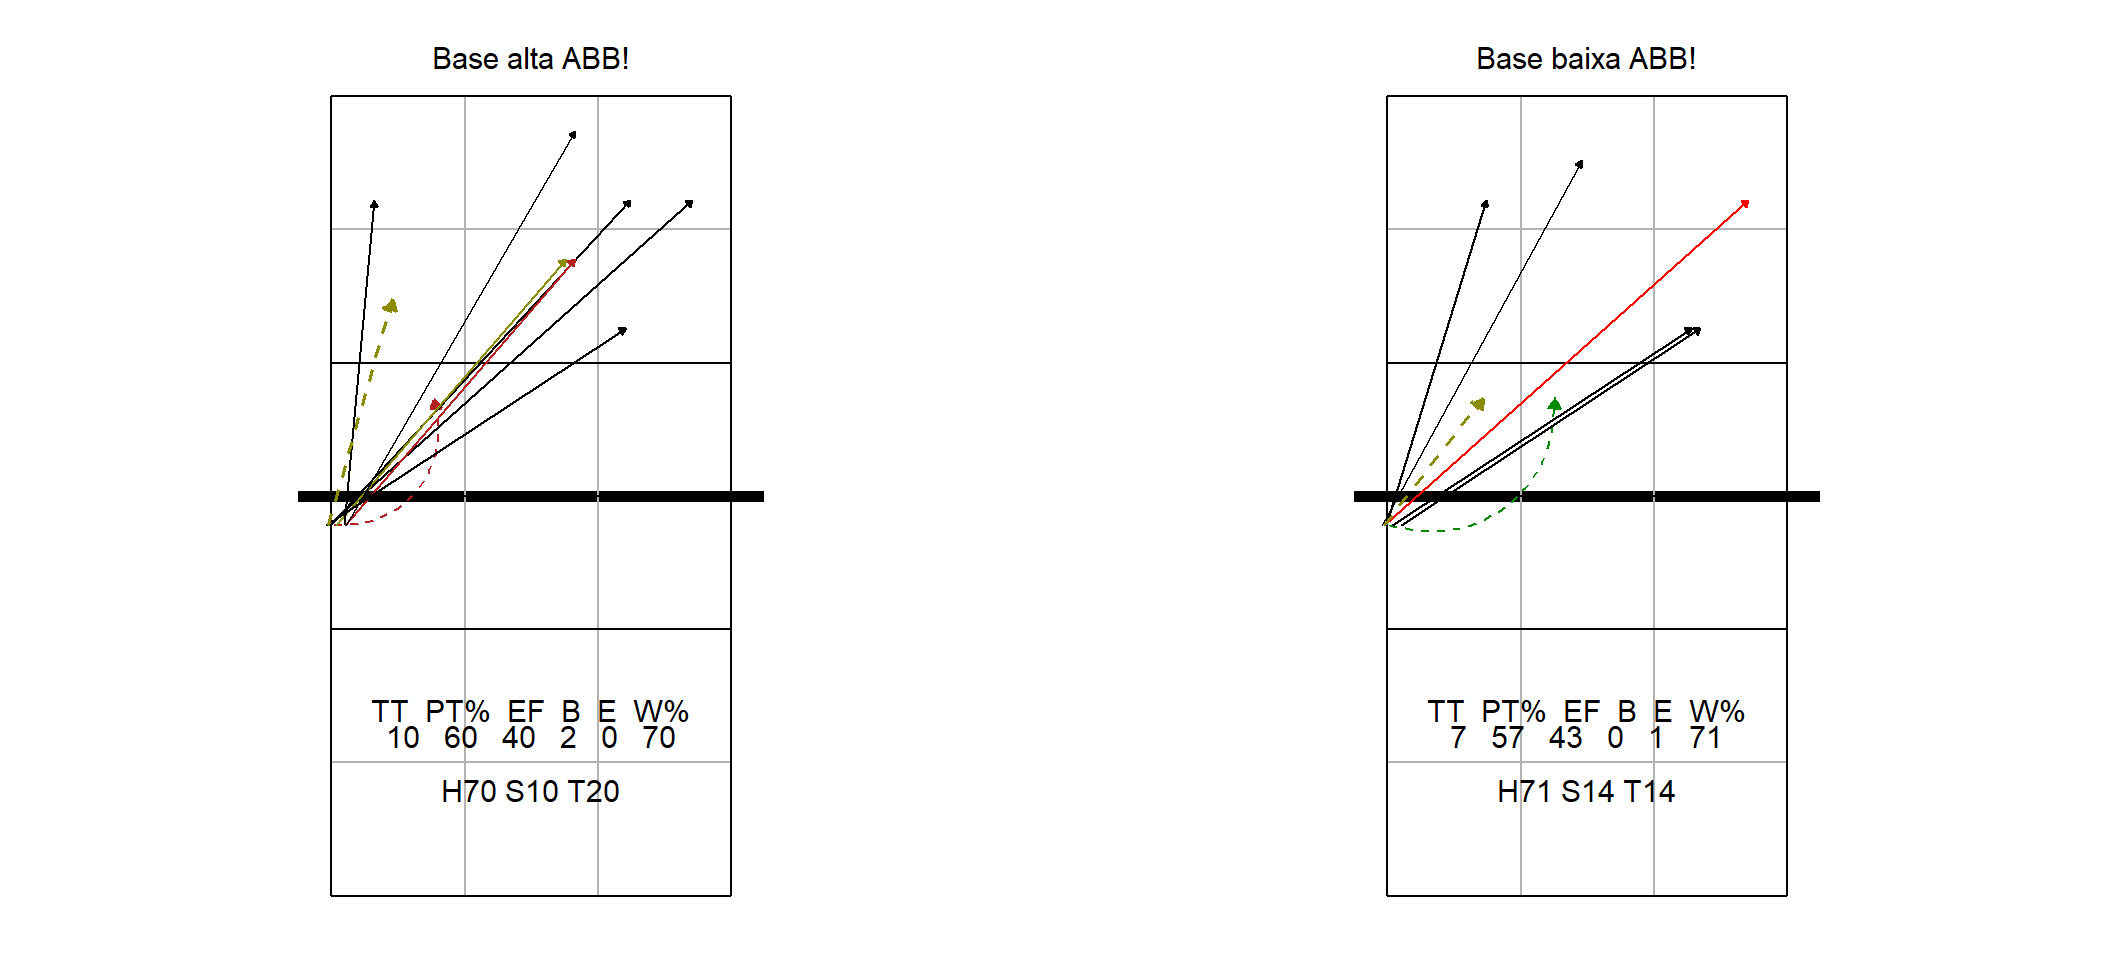 Base alta ABB!
TT PT% EF B E W%
10 60 40 2 0 70
H70 S10 T20
Base baixa ABB!
TT PT% EF B E W%
7 57 43 0 1 71
H71 S14 T14